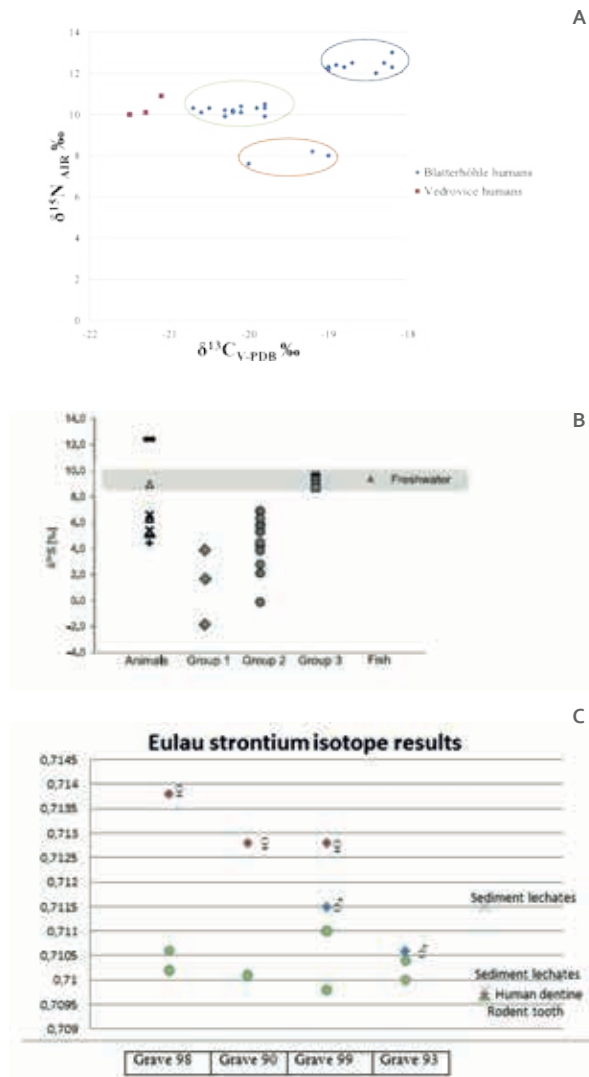 A
14
12
10
8
6
4
2
0
δ¹⁵N AIR ‰
-22
-21
-20
-19
-18
δ¹³C V-PDB ‰
Blatterhöhle humans
Vedrovice humans
B
14,0
12,0
10,0
8,0
6,0
4,0
2,0
0,0
-2,0
-4,0
Freshwater
Animals
Group 1
Group 2
Group 3
Fish
C
Eulau strontium isotope results
0,7145
0,714
0,7135
0,713
0,7125
0,712
0,7115
0,711
0,7105
0,71
0,7095
0,709
Sediment lechates
Sediment lechates
Human dentine
Rodent tooth
Grave 98
Grave 90
Grave 99
Grave 93